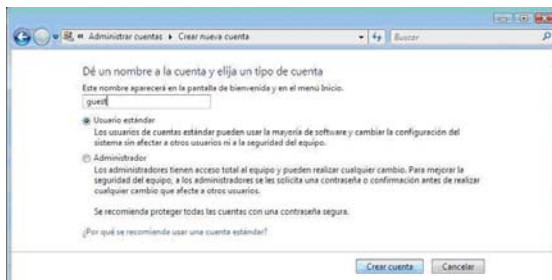 Administrar cuentas Crear nueva cuenta
Buscar
Dé un nombre a la cuenta y elija un tipo de cuenta
Este nombre aparecerá en la pantalla de bienvenida y en el menú Inicio.
guest
Usuario estándar
Los usuarios de cuentas estándar pueden usar la mayoría de software y cambiar la configuración del
sistema sin afectar a otros usuarios ni a la seguridad del equipo.
Administrador
Los administradores tienen acceso total al equipo y pueden realizar cualquier cambio. Para mejorar la
seguridad del equipo, a los administradores se les solicita una contraseña o confirmación antes de realizar
cualquier cambio que afecte a otros usuarios.
Se recomienda proteger todas las cuentas con una contraseña segura.
¿Por qué se recomienda usar una cuenta estándar?
Crear cuenta Cancelar